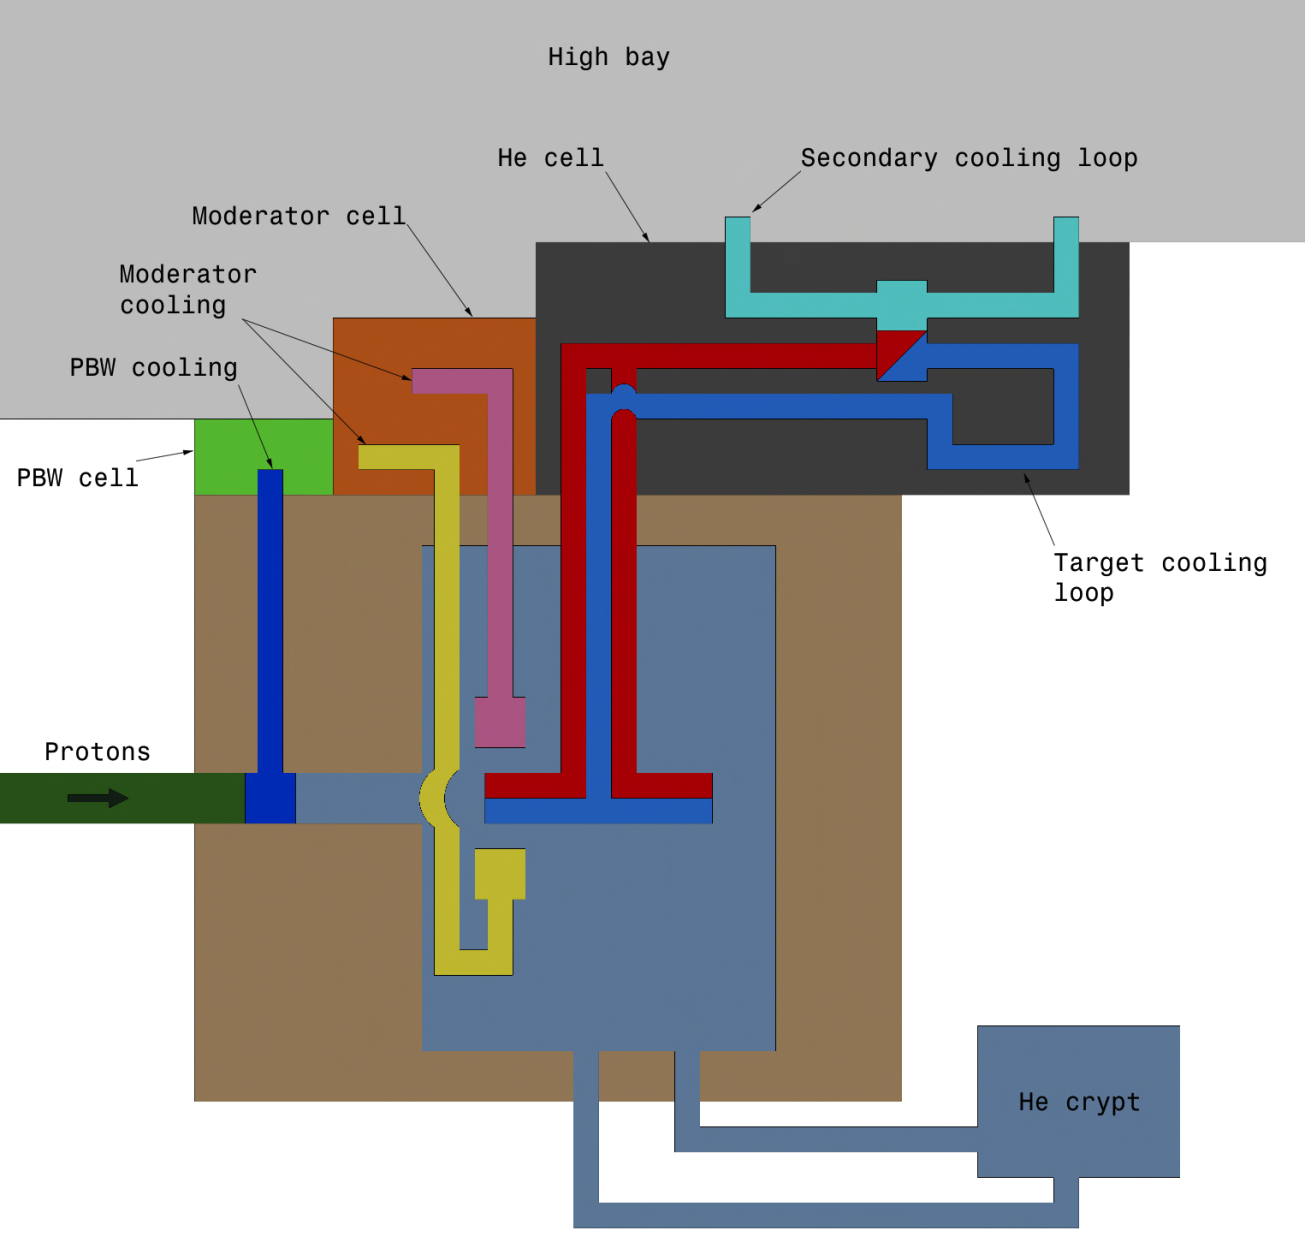 High bay
He cell
Secondary cooling loop
Moderator cell
Moderator
cooling
PBW cooling
PBW cell
Target cooling
loop
Protons
He crypt